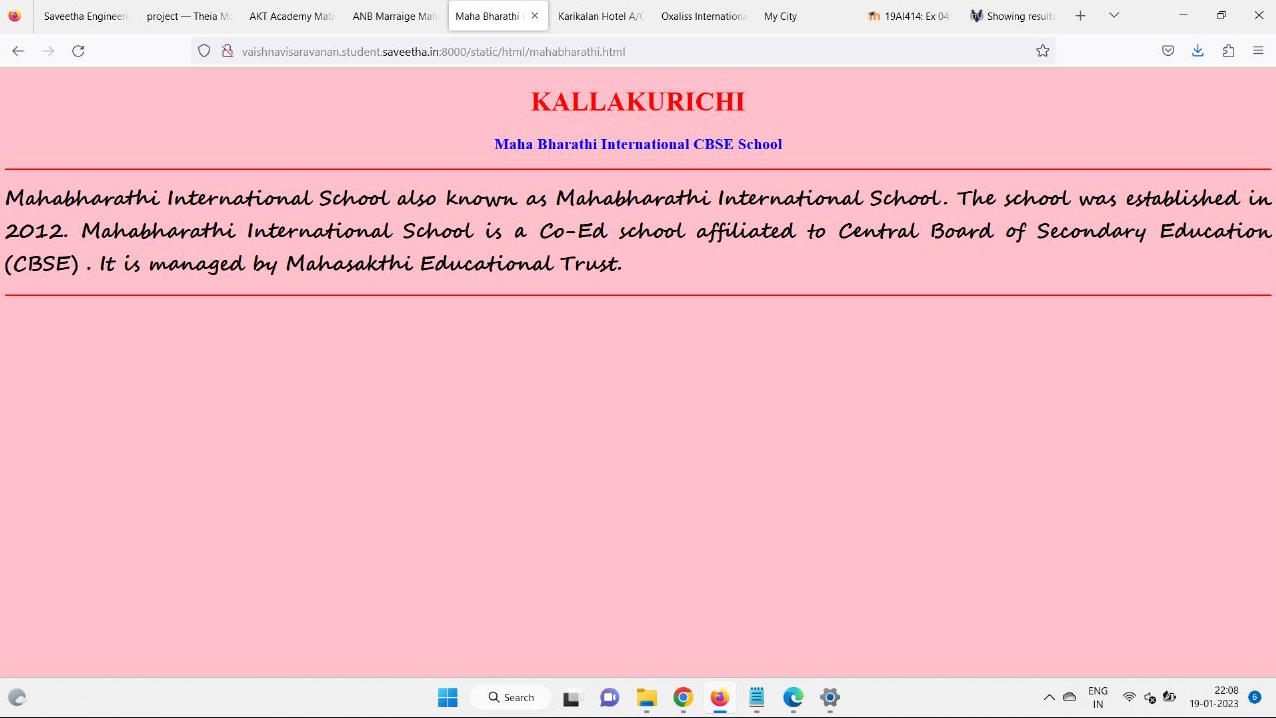 Saveetha Engineeri
project — Theia M
AKT Academy Mat
ANB Marraige Mah
Maha Bharathi
Karikalan Hotel A/C
Oxaliss Internationa
My City
19AI414: Ex 04
Showing results
vaishnavisaravanan.student.saveetha.in:8000/static/html/mahabharathi.html
KALLAKURICHI
Maha Bharathi International CBSE School
Mahabharathi International School also known as Mahabharathi International School. The school was established in
2012. Mahabharathi International School is a Co-Ed school affiliated to Central Board of Secondary Education
(CBSE) . It is managed by Mahasakthi Educational Trust.
Search
ENG
IN
22:08
19-01-2023
5